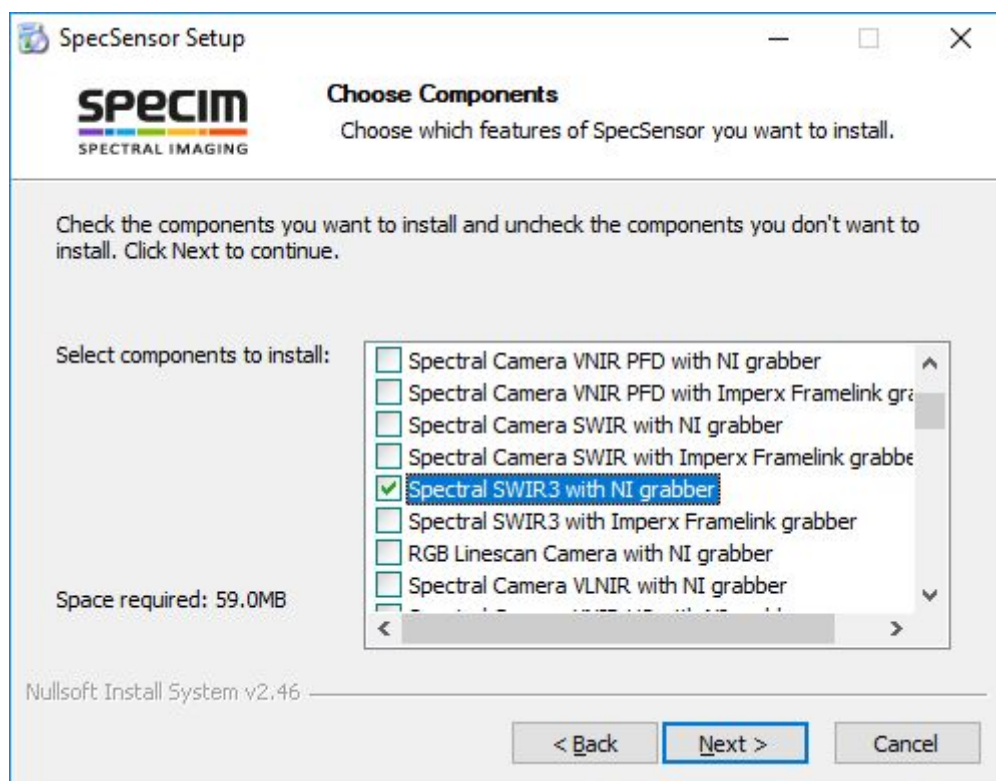 SpecSensor Setup
SPECIM
SPECTRAL IMAGING
Choose Components
Choose which features of SpecSensor you want to install.
Check the components you want to install and uncheck the components you don't want to
install. Click Next to continue.
Select components to install:
Spectral Camera VNIR PFD with NI grabber
Spectral Camera VNIR PFD with Imperx Framelink gra
Spectral Camera SWIR with NI grabber
Spectral Camera SWIR with Imperx Framelink grabbe
Spectral SWIR3 with NI grabber
Spectral SWIR3 with Imperx Framelink grabber
RGB Linescan Camera with NI grabber
Spectral Camera VLNIR with NI grabber
Space required: 59.0MB
Nullsoft Install System v2.46
< Back
Next >
Cancel